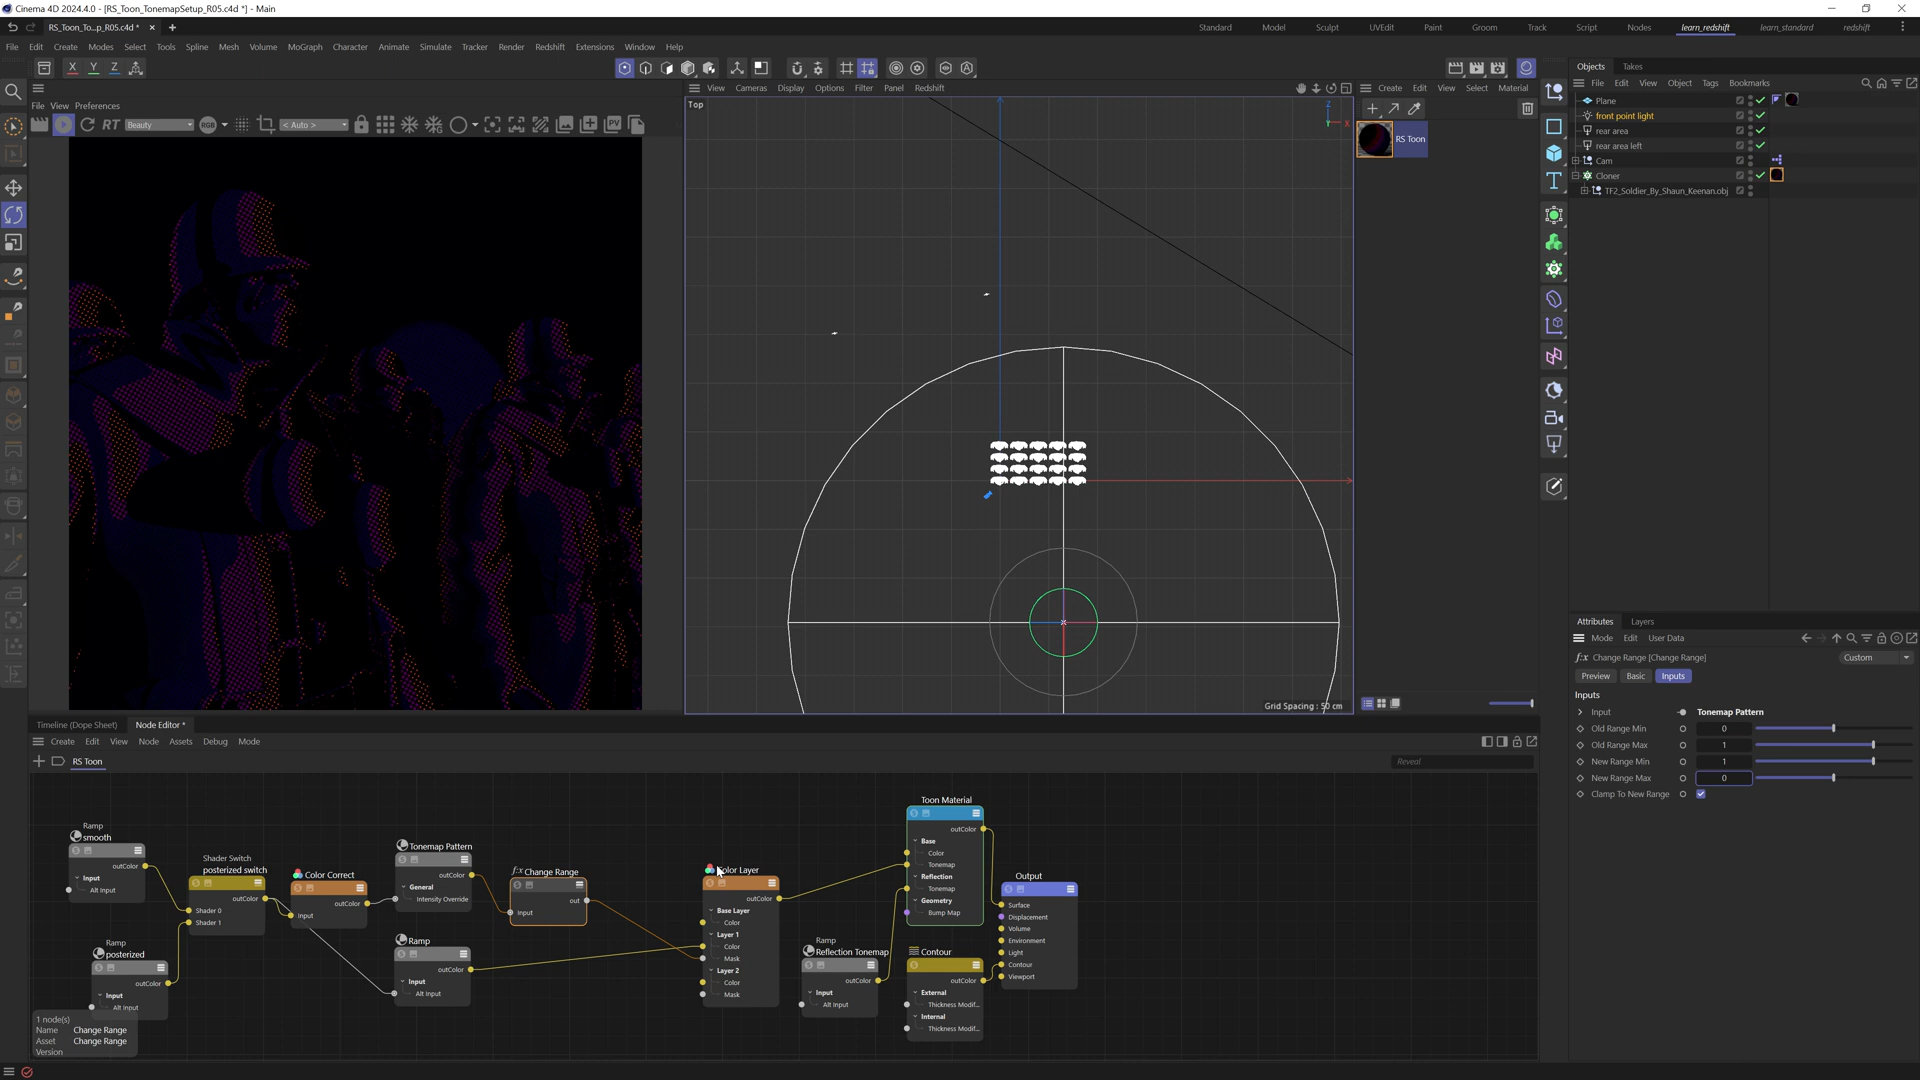 Cinema 4D 2024.4.0 - [RS_Toon_TonemapSetup_R05.c4d *] - Main
RS_Toon_To...p_R05.c4d *
Standard Model Sculpt UVEdit Paint Groom Track Script Nodes learn_redshift learn_standard redshift
File Edit Create Modes Select Tools Spline Mesh Volume MoGraph Character Animate Simulate Tracker Render Redshift Extensions Window Help
X Y Z
File View Preferences
RT Beauty RGB < Auto > PV
View Cameras Display Options Filter Panel Redshift
Top
Grid Spacing : 50 cm
Create Edit View Select Material
RS Toon
Objects Takes
File Edit View Object Tags Bookmarks
Plane
front point light
rear area
rear area left
Cam
Cloner
TF2_Soldier_By_Shaun_Keenan.obj
Attributes Layers
Mode Edit User Data
f:x Change Range [Change Range] Custom
Preview Basic Inputs
Inputs
Input Tonemap Pattern
Old Range Min 0
Old Range Max 1
New Range Min 1
New Range Max 0
Clamp To New Range
Timeline (Dope Sheet) Node Editor *
Create Edit View Node Assets Debug Mode
RS Toon
Reveal
Ramp
smooth
outColor
Input
Alt Input
Ramp
posterized
outColor
Input
Alt Input
Shader Switch
posterized switch
outColor
Shader 0
Shader 1
Color Correct
outColor
Input
Tonemap Pattern
outColor
General
Intensity Override
Ramp
outColor
Input
Alt Input
f:x Change Range
out
Input
Color Layer
outColor
Base Layer
Color
Layer 1
Color
Mask
Layer 2
Color
Mask
Ramp
Reflection Tonemap
outColor
Input
Alt Input
Toon Material
outColor
Base
Color
Tonemap
Reflection
Tonemap
Geometry
Bump Map
Contour
outColor
External
Thickness Modif...
Internal
Thickness Modif...
Output
Surface
Displacement
Volume
Environment
Light
Contour
Viewport
1 node(s)
Name Change Range
Asset Change Range
Version